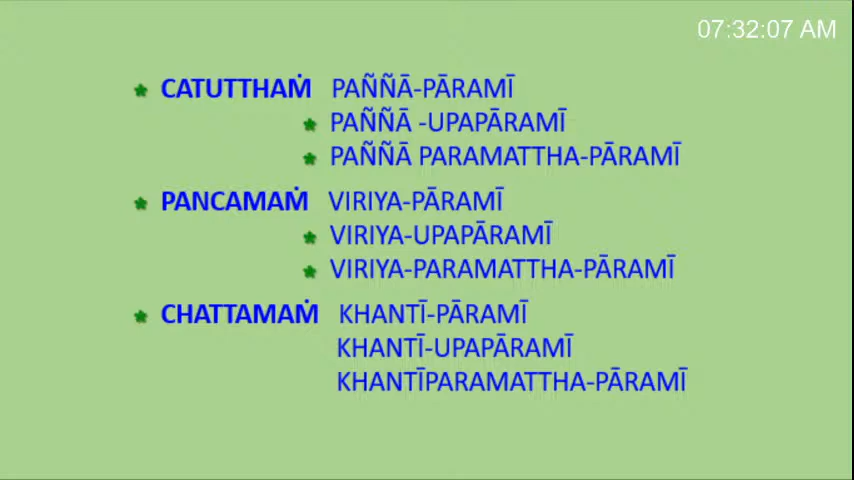 07:32:07 AM
CATUTTHAṀ PAÑÑĀ-PĀRAMĪ
PAÑÑĀ -UPAPĀRAMĪ
PAÑÑĀ PARAMATTHA-PĀRAMĪ
PANCAMAṀ VIRIYA-PĀRAMĪ
VIRIYA-UPAPĀRAMĪ
VIRIYA-PARAMATTHA-PĀRAMĪ
CHATTAMAṀ KHANTĪ-PĀRAMĪ
KHANTĪ-UPAPĀRAMĪ
KHANTĪPARAMATTHA-PĀRAMĪ